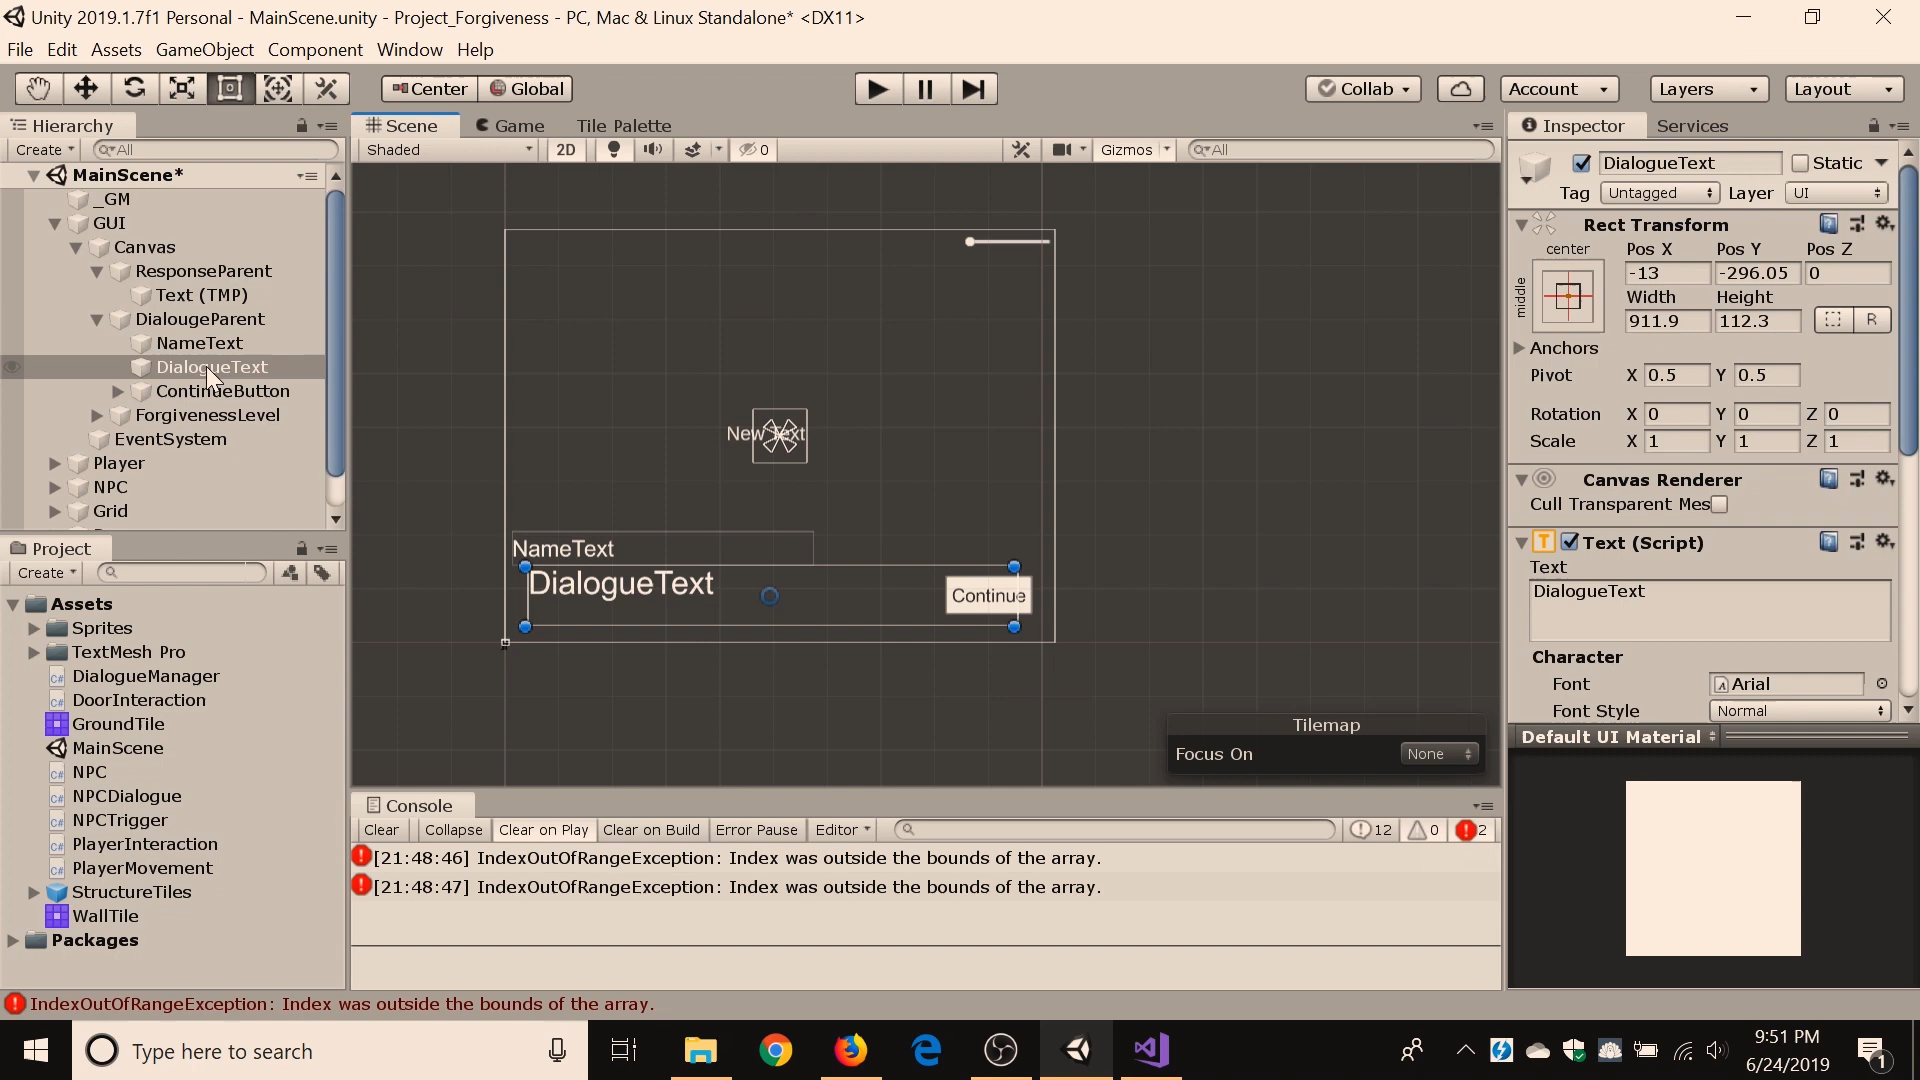 Unity 2019.1.7f1 Personal - MainScene.unity - Project_Forgiveness - PC, Mac & Linux Standalone* <DX11>
File Edit Assets GameObject Component Window Help
Center Global
Collab Account Layers Layout
Hierarchy
Create All
MainScene*
_GM
GUI
Canvas
ResponseParent
Text (TMP)
DialougeParent
NameText
DialogueText
ContinueButton
ForgivenessLevel
EventSystem
Player
NPC
Grid
Project
Create
Assets
Sprites
TextMesh Pro
DialogueManager
DoorInteraction
GroundTile
MainScene
NPC
NPCDialogue
NPCTrigger
PlayerInteraction
PlayerMovement
StructureTiles
WallTile
Packages
Scene Game Tile Palette
Shaded 2D 0 Gizmos All
New Text
NameText
DialogueText
Continue
Tilemap
Focus On None
Console
Clear Collapse Clear on Play Clear on Build Error Pause Editor 12 0 2
[21:48:46] IndexOutOfRangeException: Index was outside the bounds of the array.
[21:48:47] IndexOutOfRangeException: Index was outside the bounds of the array.
Inspector Services
DialogueText Static
Tag Untagged Layer UI
Rect Transform
center Pos X Pos Y Pos Z
middle
-13 -296.05 0
Width Height
911.9 112.3 R
Anchors
Pivot X 0.5 Y 0.5
Rotation X 0 Y 0 Z 0
Scale X 1 Y 1 Z 1
Canvas Renderer
Cull Transparent Mes
Text (Script)
Text
DialogueText
Character
Font Arial
Font Style Normal
Default UI Material
IndexOutOfRangeException: Index was outside the bounds of the array.
Type here to search
9:51 PM
6/24/2019
1